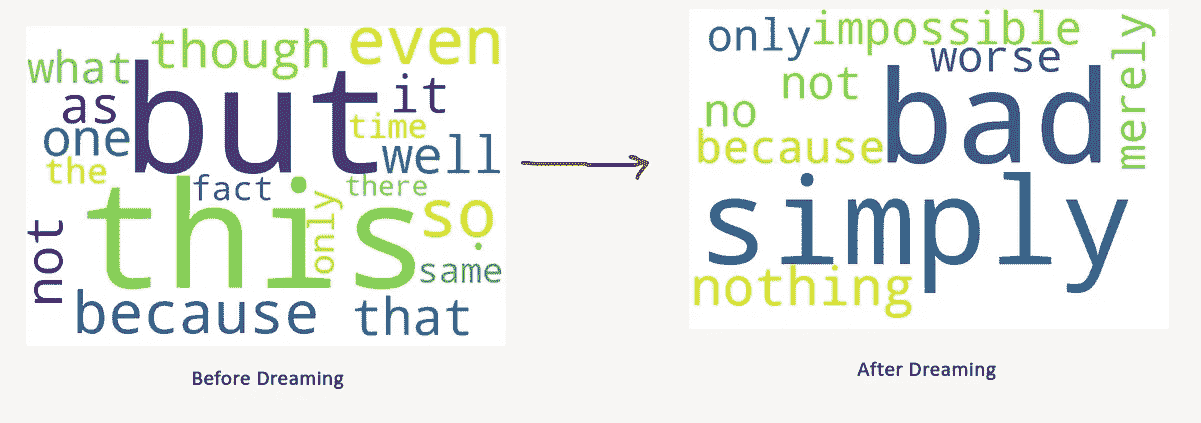 what though even
as but it
one time well
the fact there
this only so
not same
because that
Before Dreaming
only impossible
not worse merely
no bad
because
simply
nothing
After Dreaming